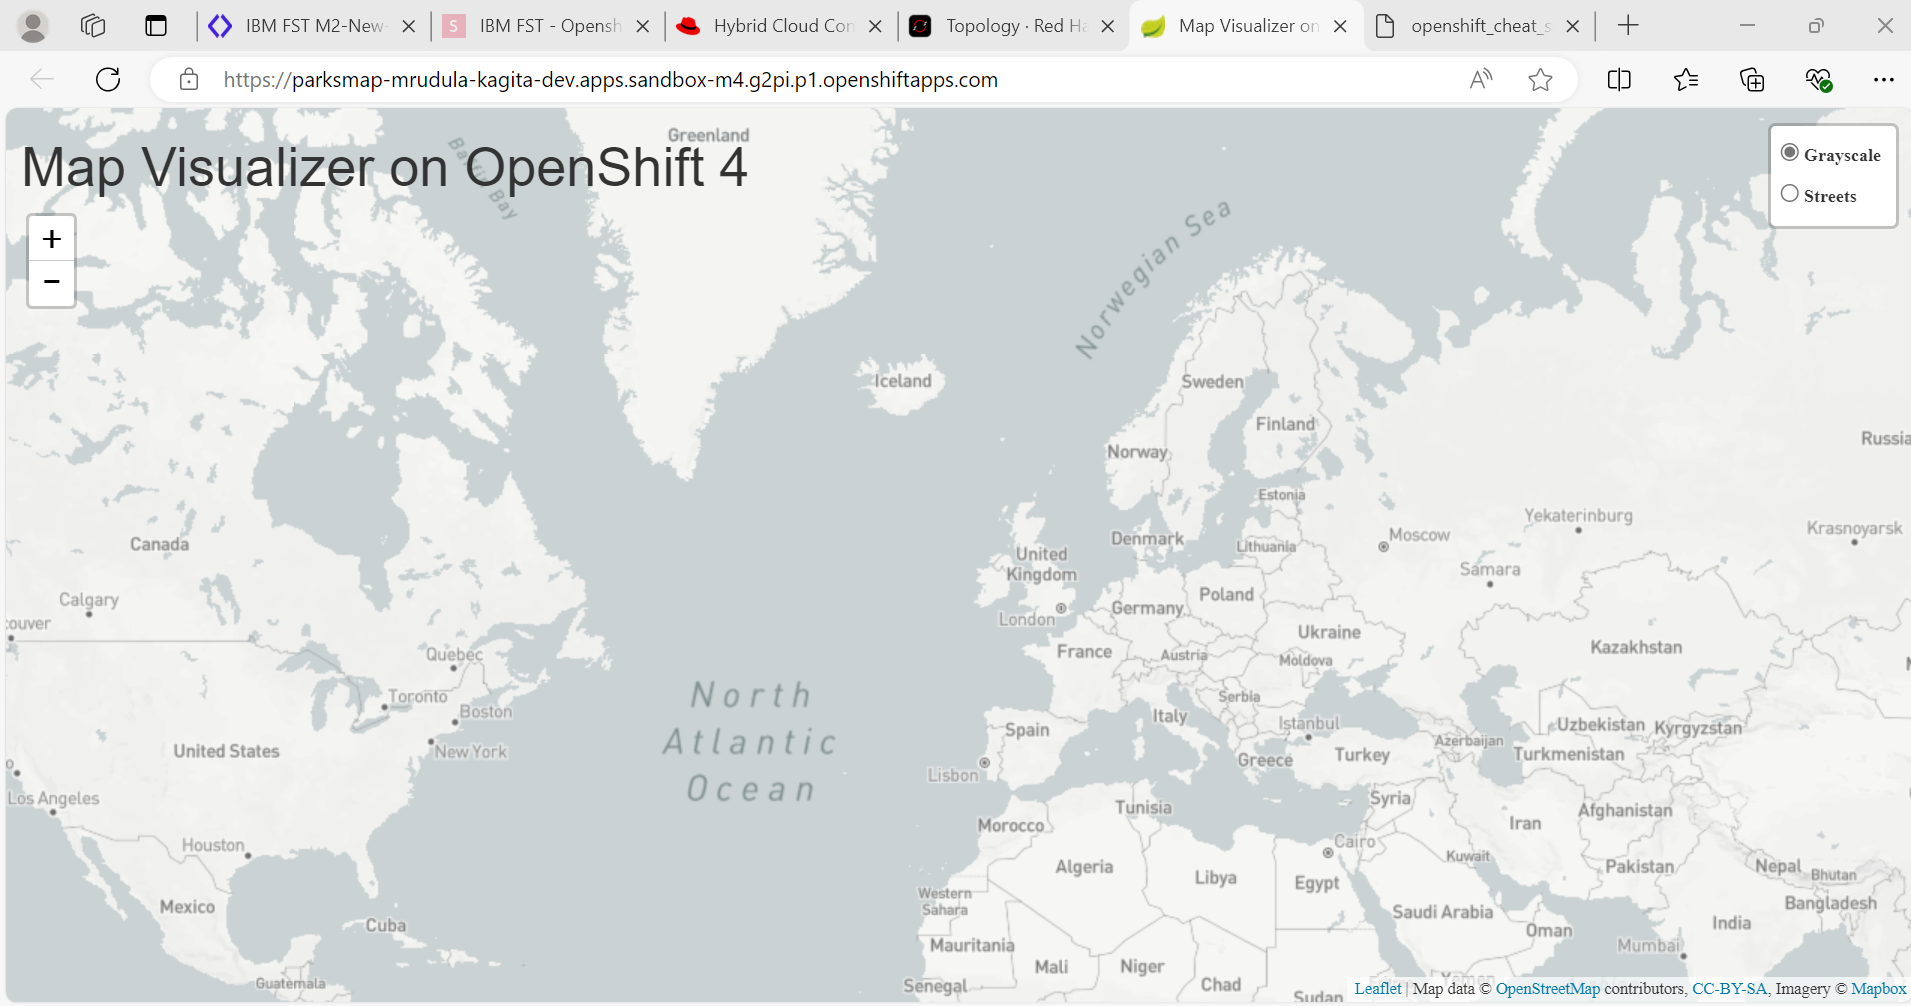 IBM FST M2-New-
S
IBM FST - Opensh
Hybrid Cloud Con
Topology · Red Ha
Map Visualizer on
openshift_cheat_s
https://parksmap-mrudula-kagita-dev.apps.sandbox-m4.g2pi.p1.openshiftapps.com
Map Visualizer on OpenShift 4
+
−
Grayscale
Streets
Greenland
Baffin Bay
Norwegian Sea
Iceland
Sweden
Finland
Norway
Russia
Estonia
Yekaterinburg
Krasnoyarsk
Moscow
Denmark
Lithuania
Canada
United
Kingdom
Samara
Calgary
Poland
Germany
London
couver
Ukraine
Kazakhstan
France
Austria
Moldova
Quebec
Toronto
Boston
North
Atlantic
Ocean
Serbia
Italy
Istanbul
Spain
Uzbekistan
Kyrgyzstan
Azerbaijan
United States
New York
Greece
Turkey
Turkmenistan
Lisbon
o
Los Angeles
Syria
Tunisia
Afghanistan
Iran
Morocco
Houston
Cairo
Kuwait
Algeria
Libya
Egypt
Pakistan
Nepal
Bhutan
Western
Sahara
Mexico
Saudi Arabia
Bangladesh
India
Cuba
Oman
Mauritania
Mumbai
Mali
Niger
Chad
Guatemala
Senegal
Sudan
Yemen
Leaflet | Map data © OpenStreetMap contributors, CC-BY-SA, Imagery © Mapbox